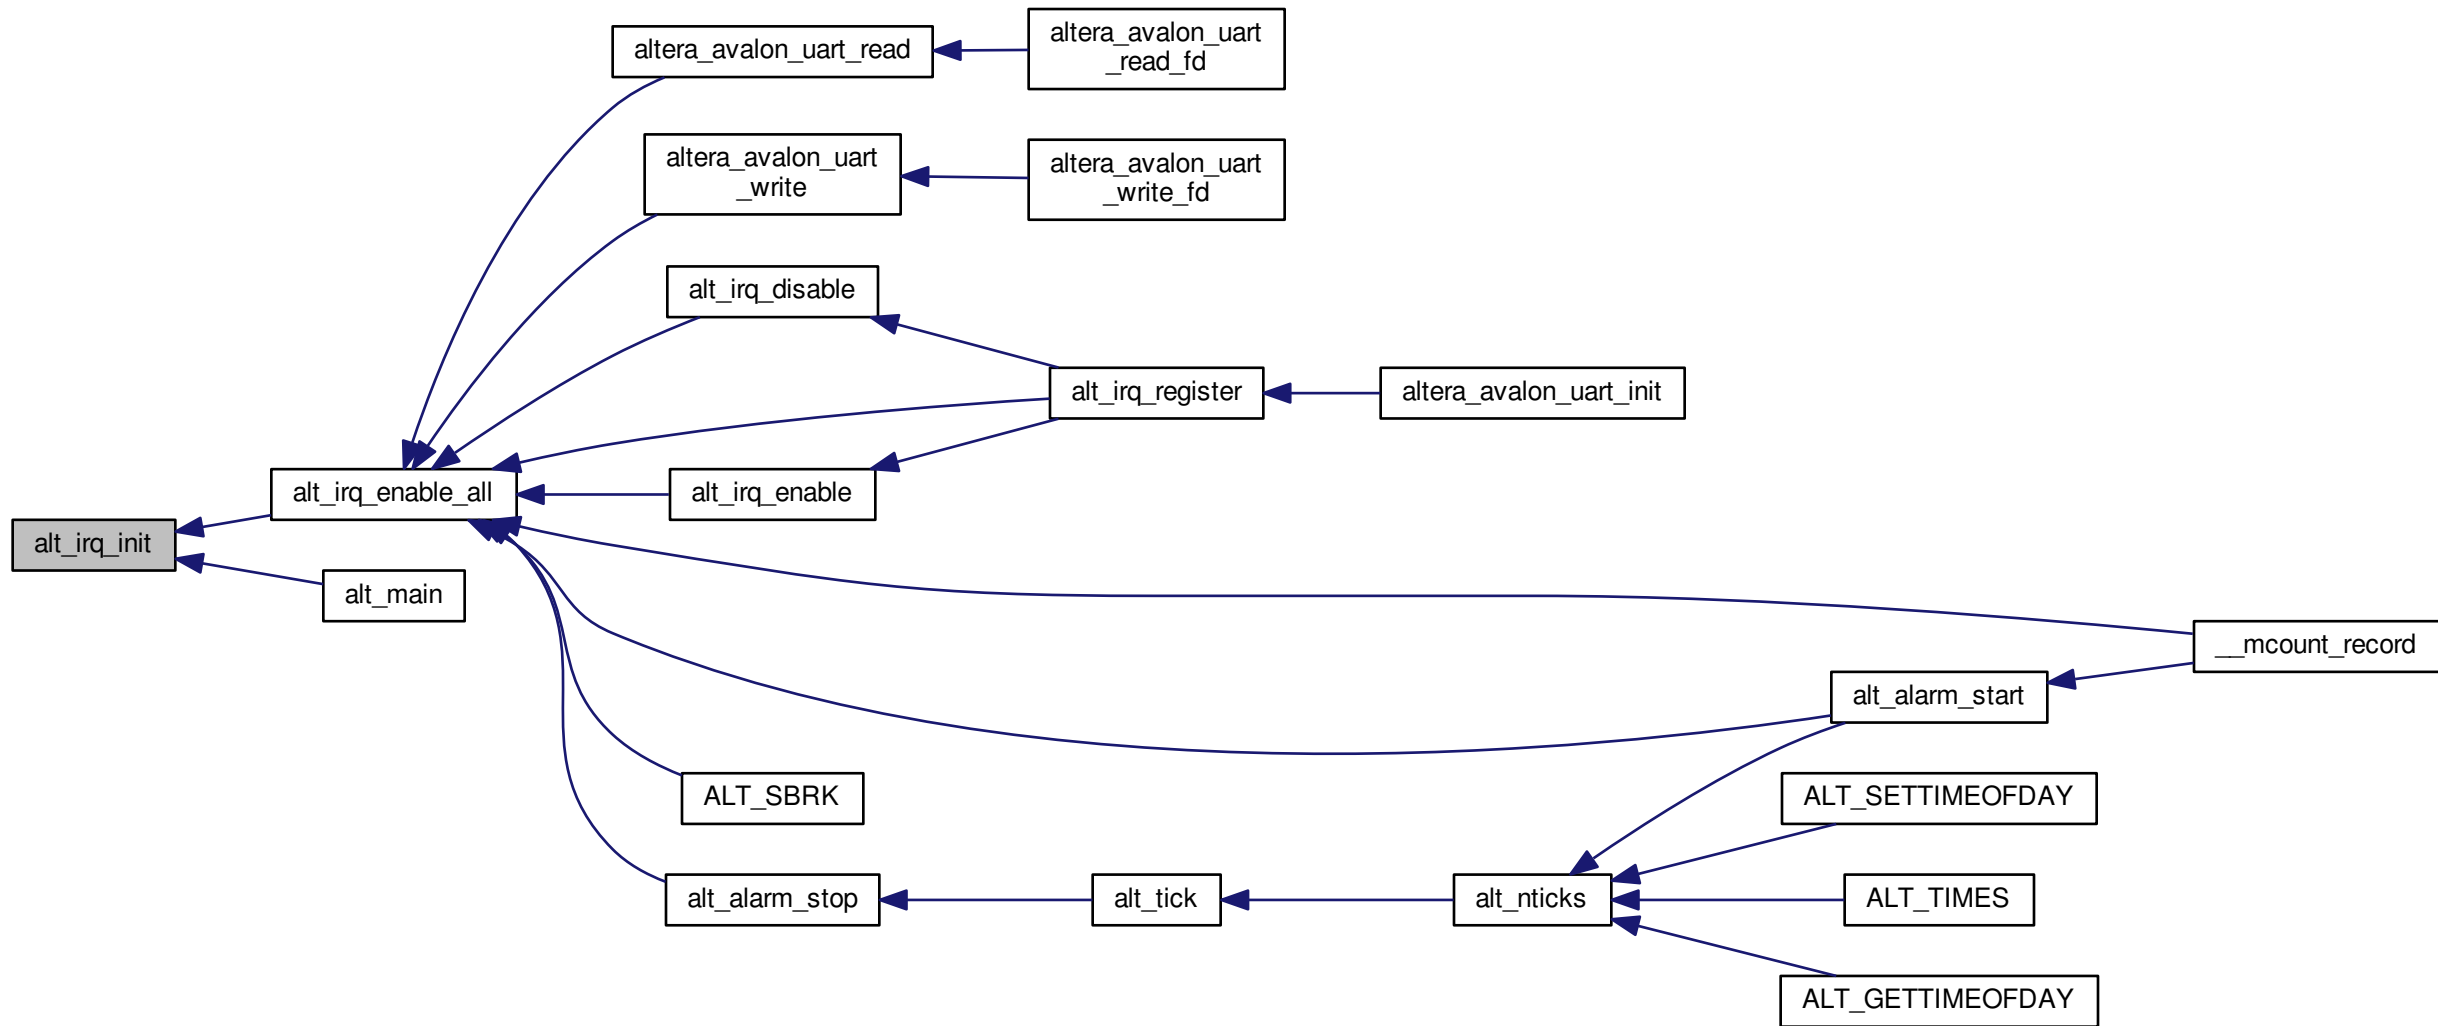 altera_avalon_uart_read
altera_avalon_uart
_read_fd
altera_avalon_uart
_write
altera_avalon_uart
_write_fd
alt_irq_disable
alt_irq_register
altera_avalon_uart_init
alt_irq_enable_all
alt_irq_enable
alt_irq_init
alt_main
__mcount_record
alt_alarm_start
ALT_SBRK
ALT_SETTIMEOFDAY
alt_alarm_stop
alt_tick
alt_nticks
ALT_TIMES
ALT_GETTIMEOFDAY